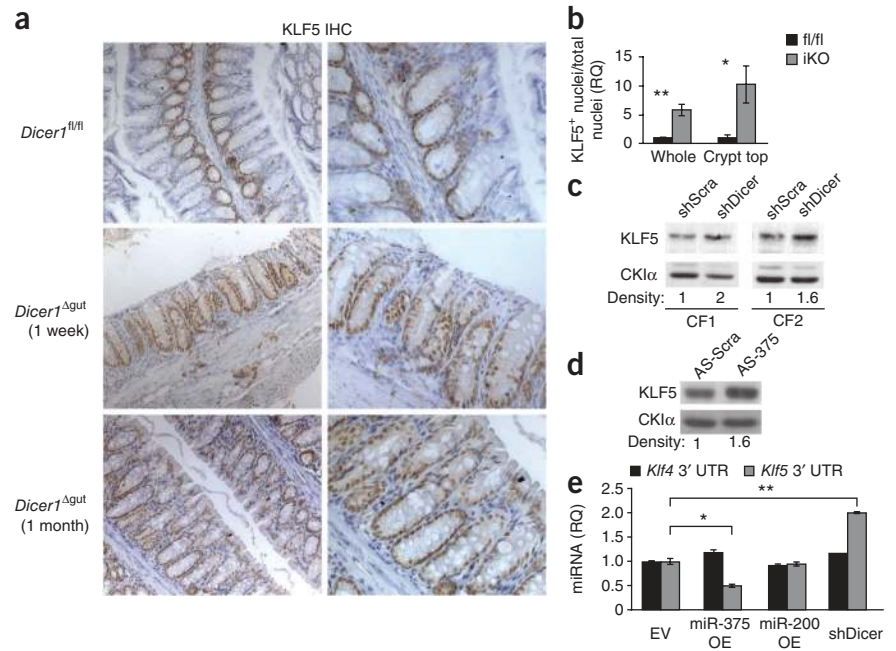 a
KLF5 IHC
Dicer1fl/fl
Dicer1Δgut
(1 week)
Dicer1Δgut
(1 month)
b
fl/fl
iKO
KLF5+ nuclei/total
nuclei (RQ)
15
10
5
0
**
*
Whole
Crypt top
c
shScra
shDicer
shScra
shDicer
KLF5
CKIα
Density:
1
2
1
1.6
CF1
CF2
d
AS-Scra
AS-375
KLF5
CKIα
Density:
1
1.6
e
Klf4 3′ UTR
Klf5 3′ UTR
miRNA (RQ)
2.5
2.0
1.5
1.0
0.5
0
*
**
EV
miR-375
OE
miR-200
OE
shDicer